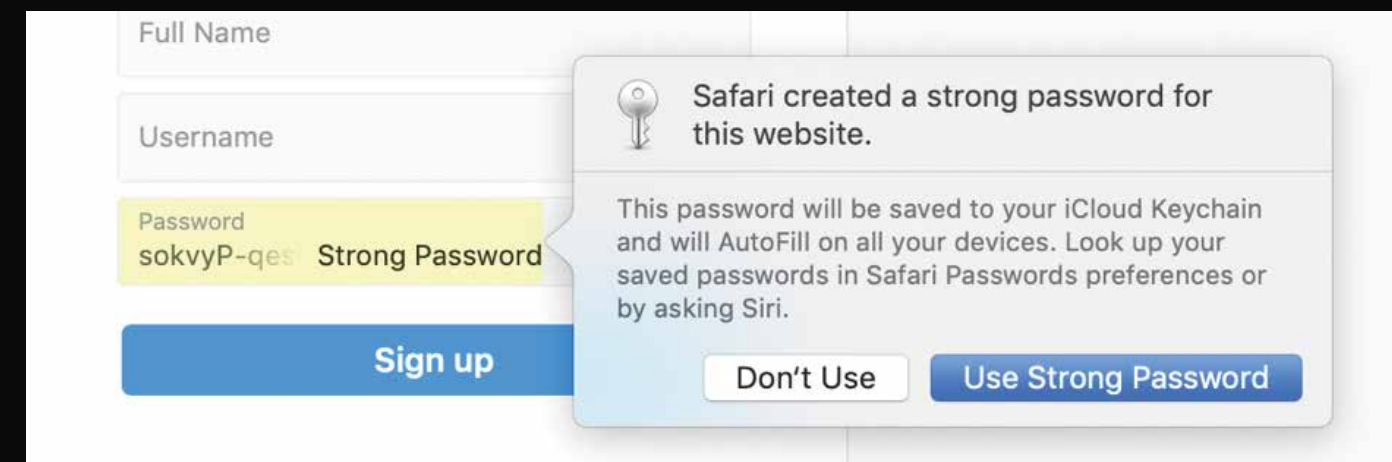 Full Name
Safari created a strong password for
this website.
Username
Password
sokvyP-qes Strong Password
This password will be saved to your iCloud Keychain
and will AutoFill on all your devices. Look up your
saved passwords in Safari Passwords preferences or
by asking Siri.
Sign up
Don't Use
Use Strong Password